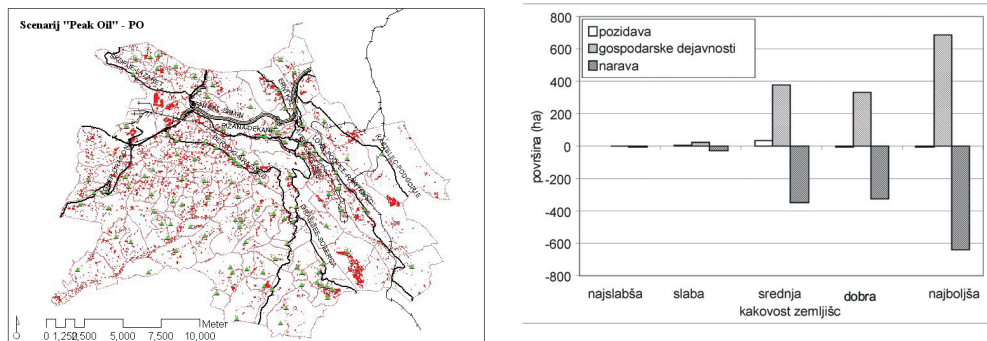 Scenarij "Peak Oil" - PO
Meter
0 1,250 2,500 5,000 7,500 10,000
pozidava
gospodarske dejavnosti
narava
800
600
400
200
0
-200
-400
-600
-800
površina (ha)
najslabša slaba srednja dobra najboljša
kakovost zemljišc